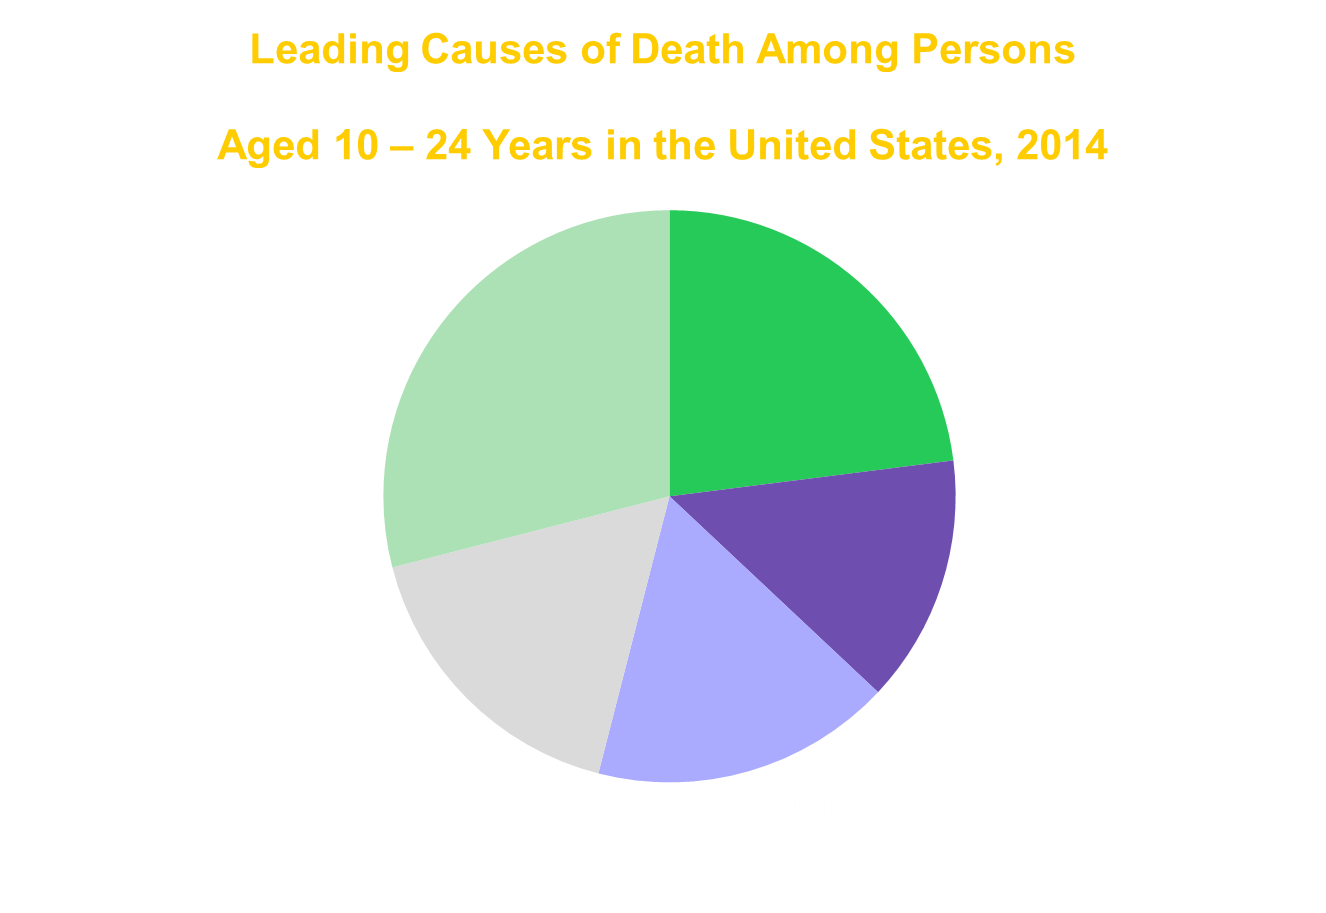 Leading Causes of Death Among Persons
Aged 10 – 24 Years in the United States, 2014